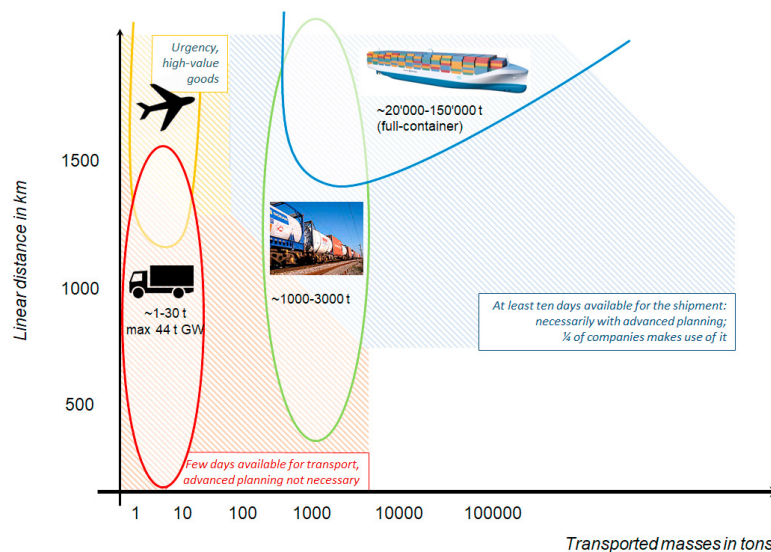 Urgency,
high-value
goods
~20'000-150'000 t
(full-container)
1500
~1000-3000 t
1000
~1-30 t
max 44 t GW
At least ten days available for the shipment:
necessarily with advanced planning;
¼ of companies makes use of it
500
Few days available for transport,
advanced planning not necessary
1 10 100 1000 10000 100000
Linear distance in km
Transported masses in tons